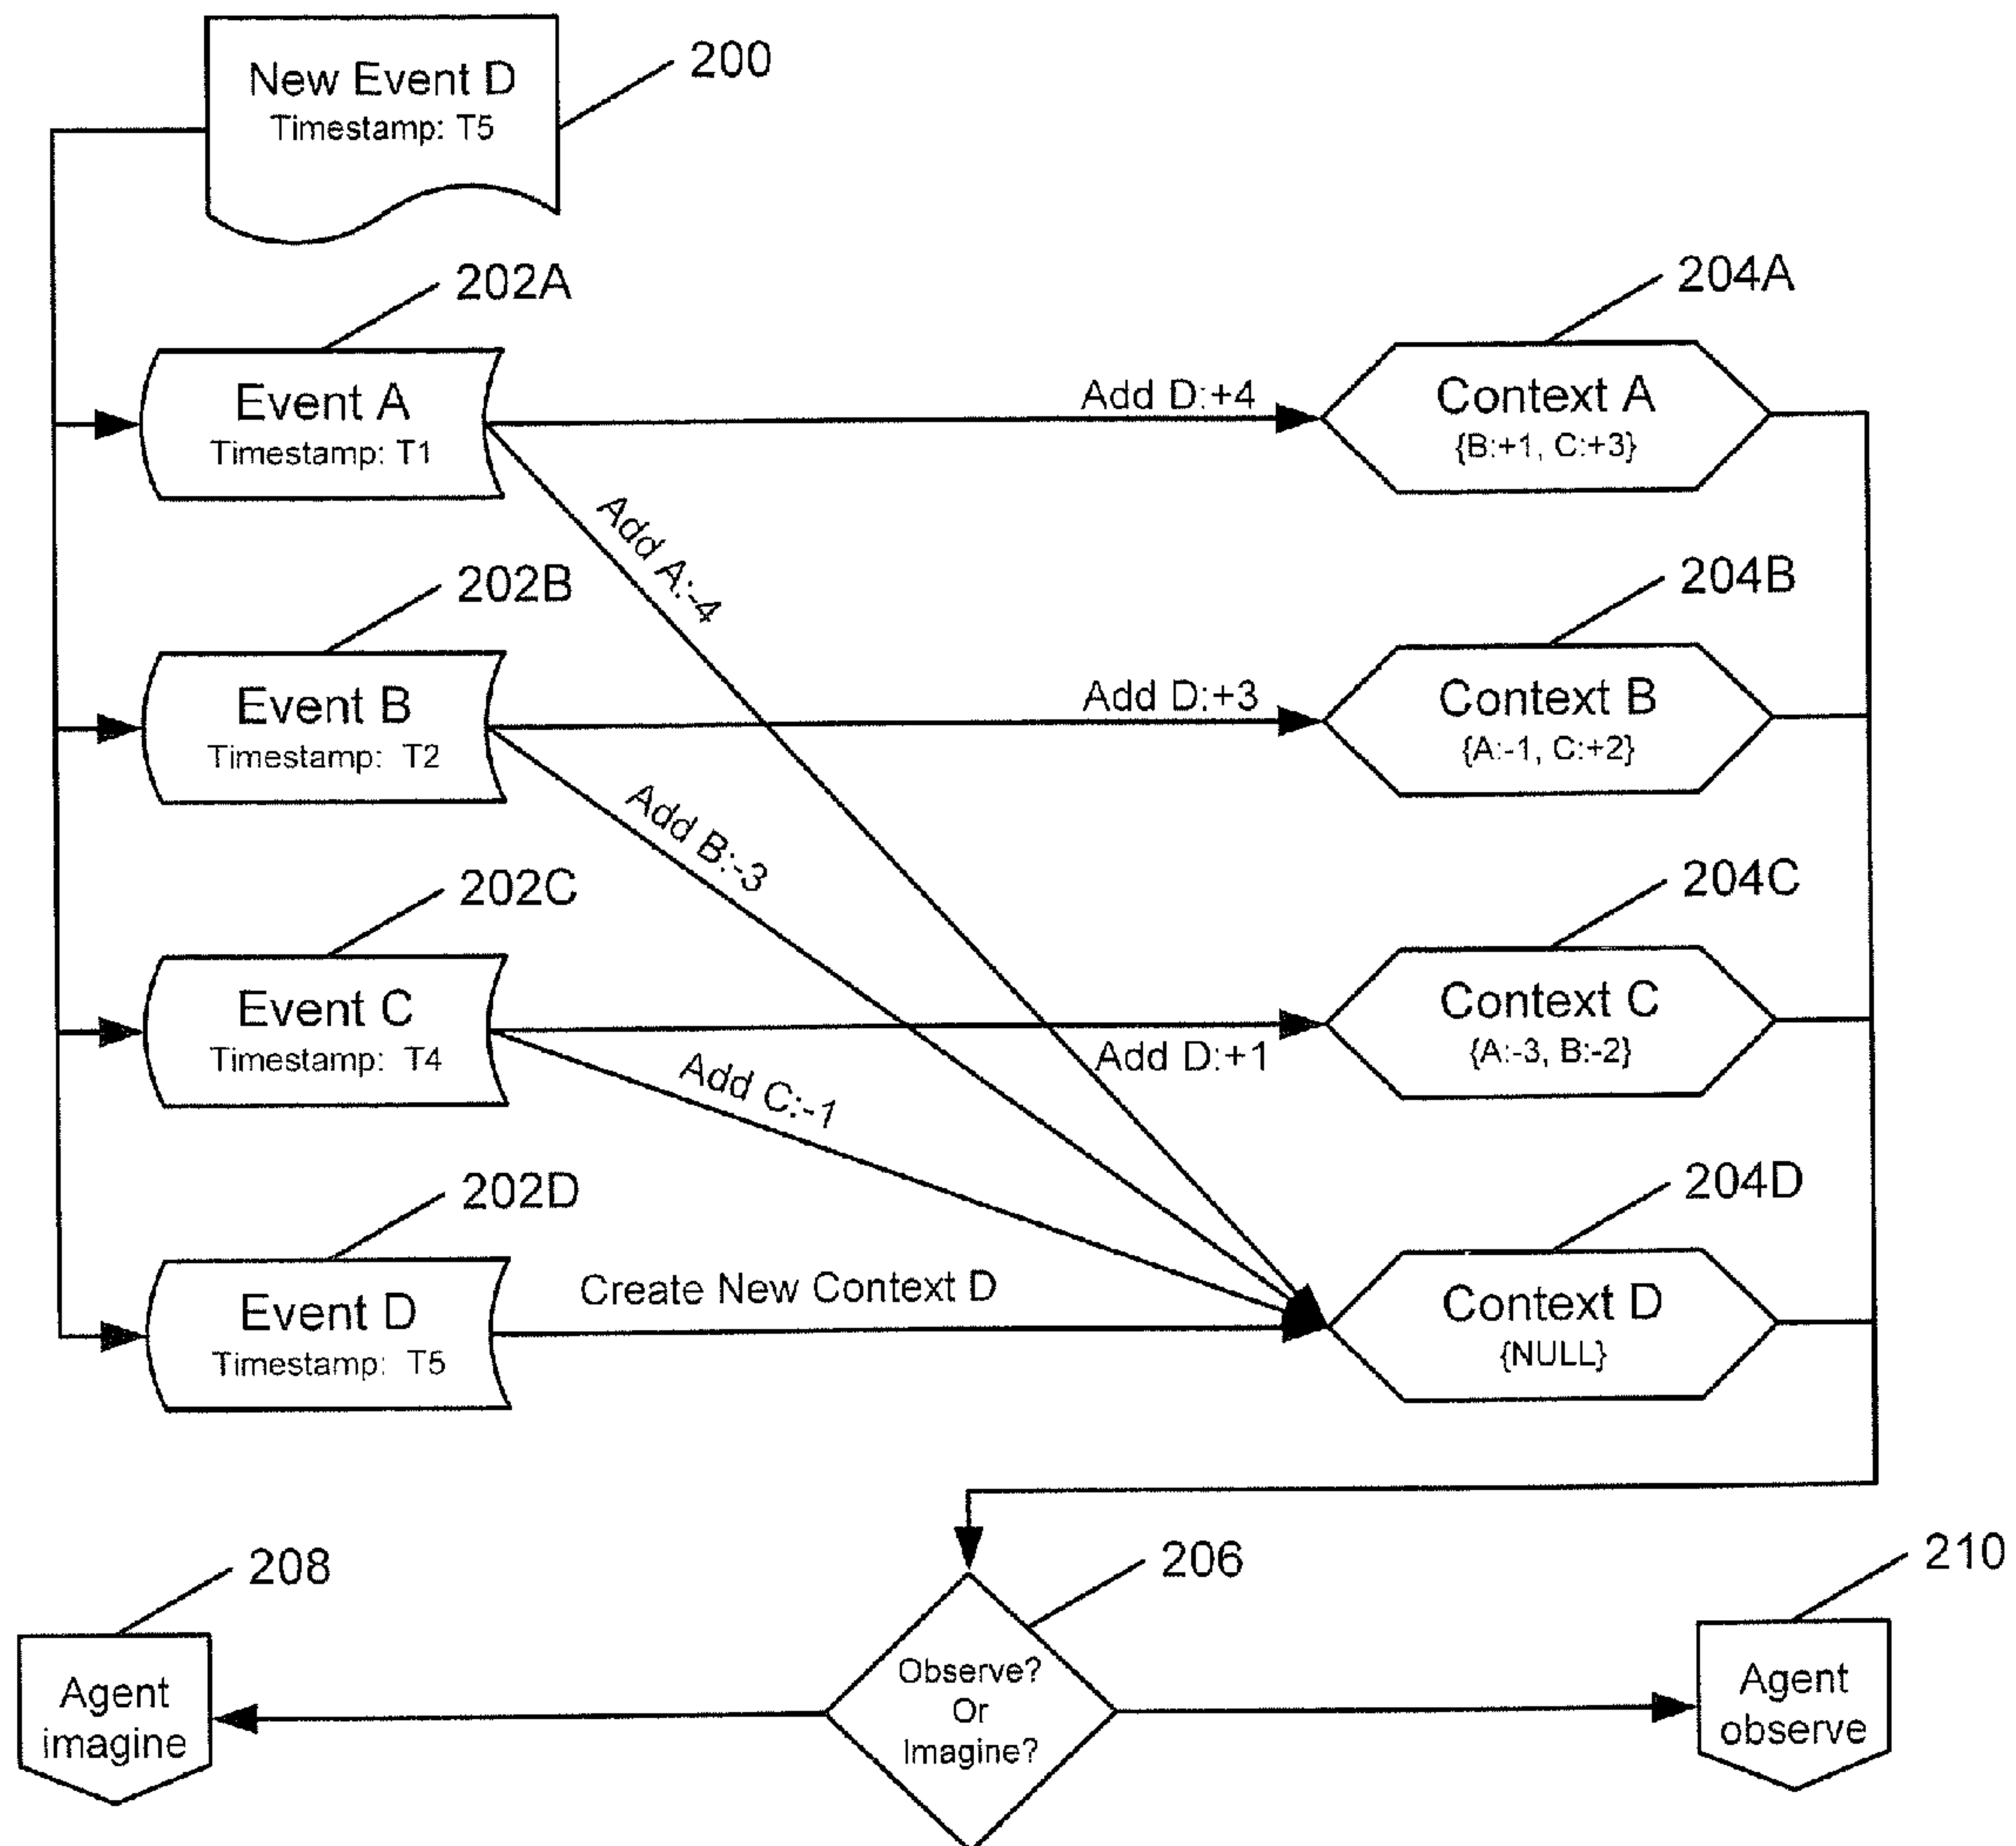 New Event D
Timestamp: T5
200
202A
204A
Event A
Timestamp: T1
Add D:+4
Context A
{B:+1, C:+3}
Add A:-4
202B
204B
Event B
Timestamp: T2
Add D:+3
Context B
{A:-1, C:+2}
Add B:-3
202C
204C
Event C
Timestamp: T4
Add D:+1
Context C
{A:-3, B:-2}
Add C:-1
202D
204D
Event D
Timestamp: T5
Create New Context D
Context D
{NULL}
208
206
210
Agent
imagine
Observe?
Or
Imagine?
Agent
observe